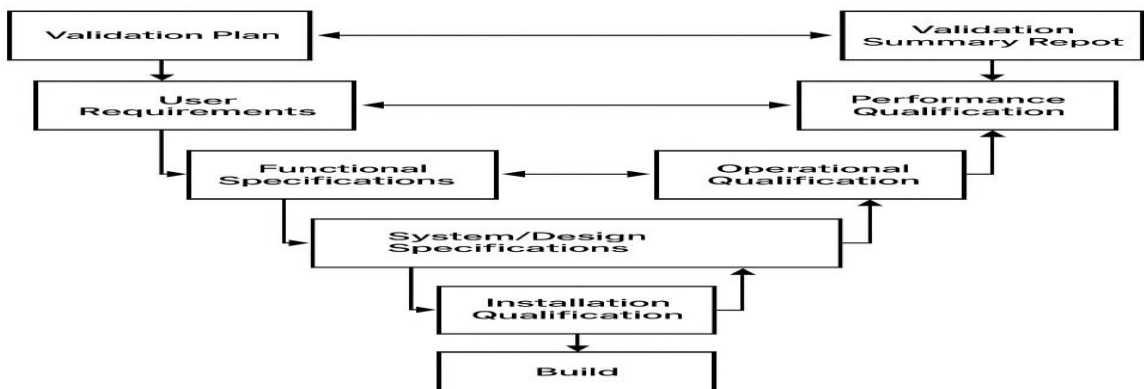 Validation Plan
Validation
Summary Repot
User
Requirements
Performance
Qualification
Functional
Specifications
Operational
Qualification
System/Design
Specifications
Installation
Qualification
Build